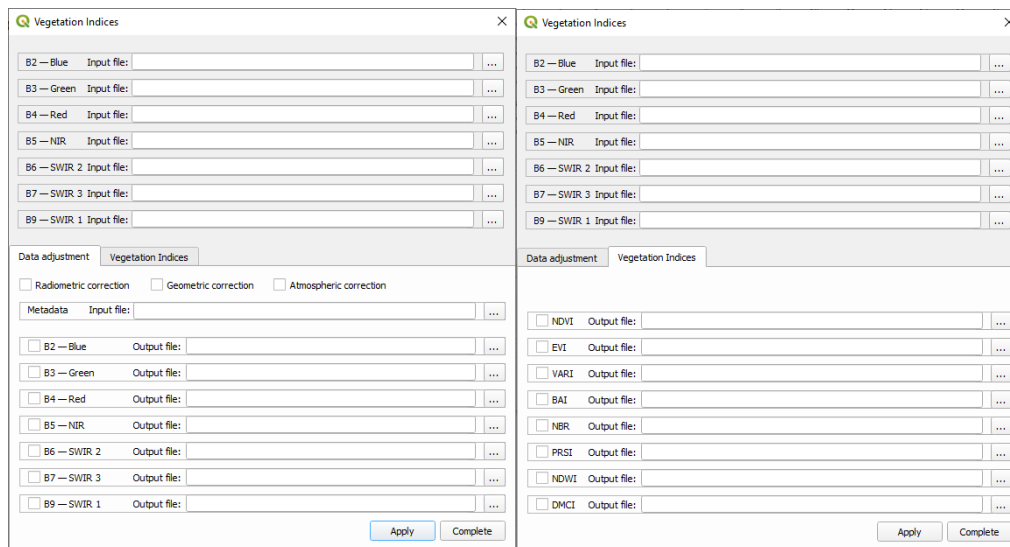 Vegetation Indices
B2 — Blue Input file: ...
B3 — Green Input file: ...
B4 — Red Input file: ...
B5 — NIR Input file: ...
B6 — SWIR 2 Input file: ...
B7 — SWIR 3 Input file: ...
B9 — SWIR 1 Input file: ...
Data adjustment Vegetation Indices
Radiometric correction Geometric correction Atmospheric correction
Metadata Input file: ...
B2 — Blue Output file: ...
B3 — Green Output file: ...
B4 — Red Output file: ...
B5 — NIR Output file: ...
B6 — SWIR 2 Output file: ...
B7 — SWIR 3 Output file: ...
B9 — SWIR 1 Output file: ...
Apply Complete
Vegetation Indices
B2 — Blue Input file: ...
B3 — Green Input file: ...
B4 — Red Input file: ...
B5 — NIR Input file: ...
B6 — SWIR 2 Input file: ...
B7 — SWIR 3 Input file: ...
B9 — SWIR 1 Input file: ...
Data adjustment Vegetation Indices
NDVI Output file: ...
EVI Output file: ...
VARI Output file: ...
BAI Output file: ...
NBR Output file: ...
PRSI Output file: ...
NDWI Output file: ...
DMCI Output file: ...
Apply Complete